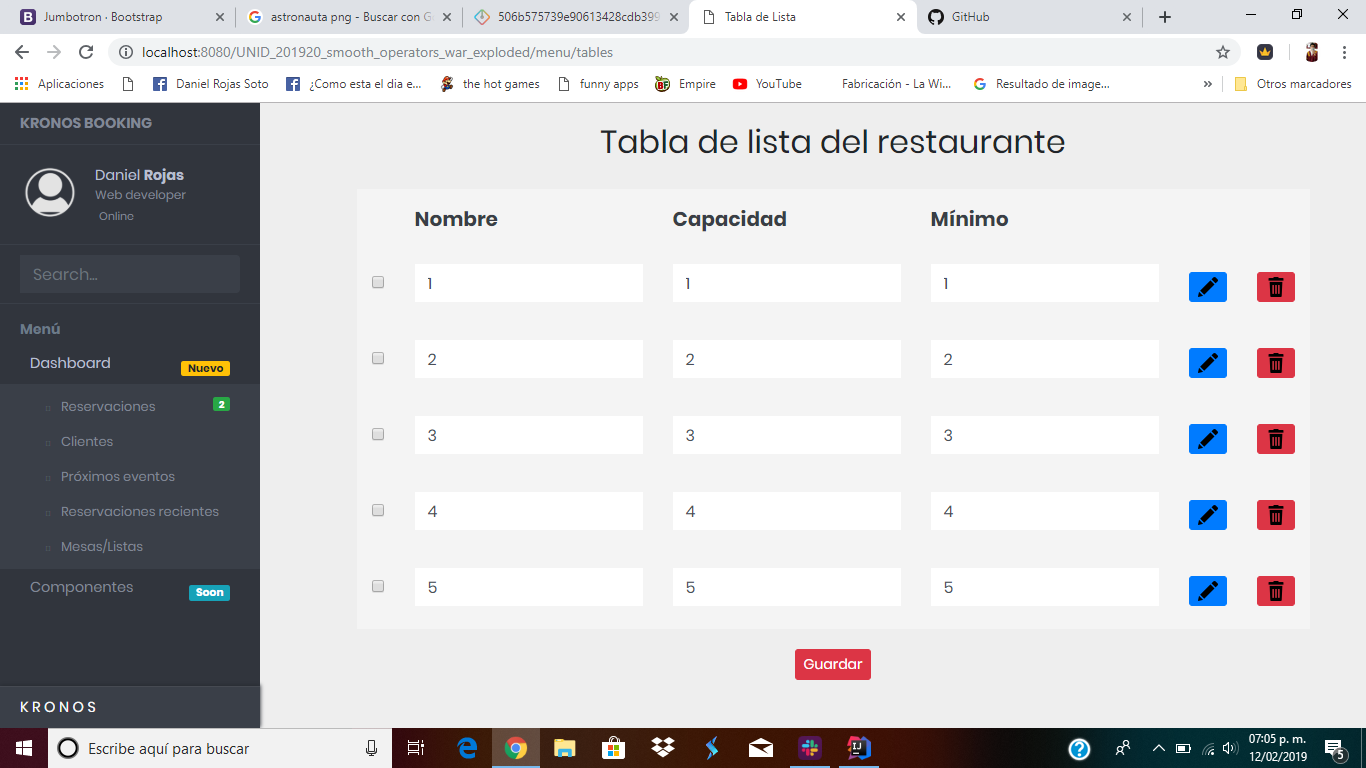 Jumbotron · Bootstrap
astronauta png - Buscar con G
506b575739e90613428cdb399
Tabla de Lista
GitHub
localhost:8080/UNID_201920_smooth_operators_war_exploded/menu/tables
Aplicaciones
Daniel Rojas Soto
¿Como esta el dia e...
the hot games
funny apps
Empire
YouTube
Fabricación - La Wi...
Resultado de image...
»
Otros marcadores
KRONOS BOOKING
Daniel Rojas
Web developer
Online
Search...
Menú
Dashboard
Nuevo
Reservaciones
2
Clientes
Próximos eventos
Reservaciones recientes
Mesas/Listas
Componentes
Soon
KRONOS
Tabla de lista del restaurante
Nombre Capacidad Mínimo
1 1 1
2 2 2
3 3 3
4 4 4
5 5 5
Guardar
Escribe aquí para buscar
07:05 p. m.
12/02/2019
5